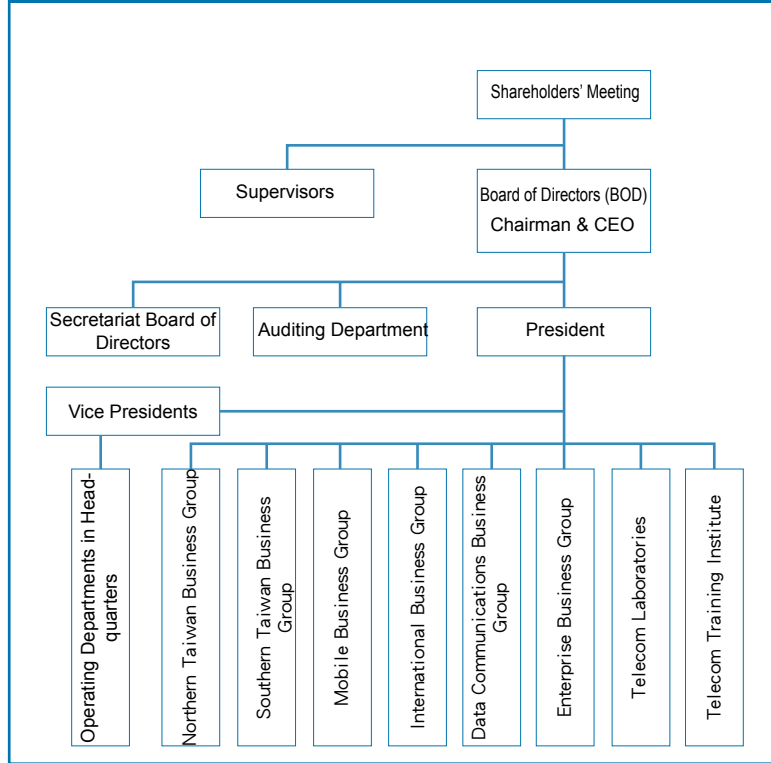 Shareholders' Meeting
Supervisors
Board of Directors (BOD)
Chairman & CEO
Secretariat Board of
Directors
Auditing Department
President
Vice Presidents
Operating Departments in Head-
quarters
Northern Taiwan Business Group
Southern Taiwan Business
Group
Mobile Business Group
International Business Group
Data Communications Business
Group
Enterprise Business Group
Telecom Laboratories
Telecom Training Institute